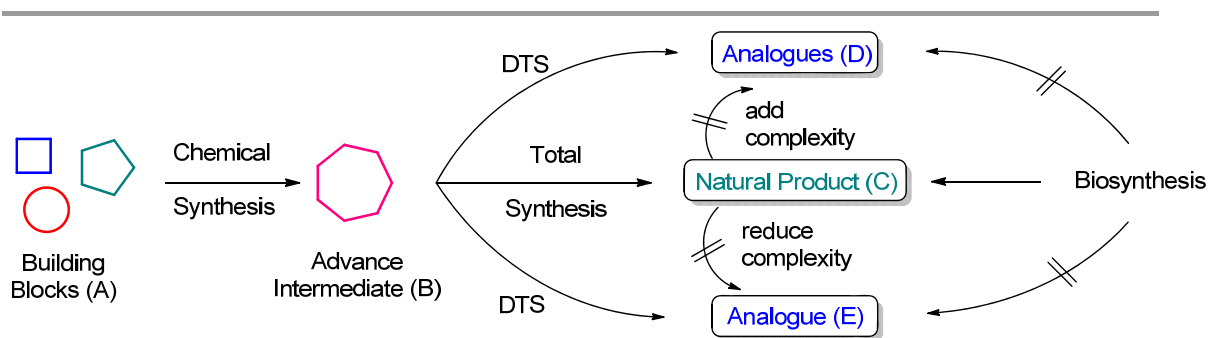 Building
Blocks (A)
Chemical
Synthesis
Advance
Intermediate (B)
DTS
Total
Synthesis
DTS
Analogues (D)
add
complexity
Natural Product (C)
reduce
complexity
Analogue (E)
Biosynthesis